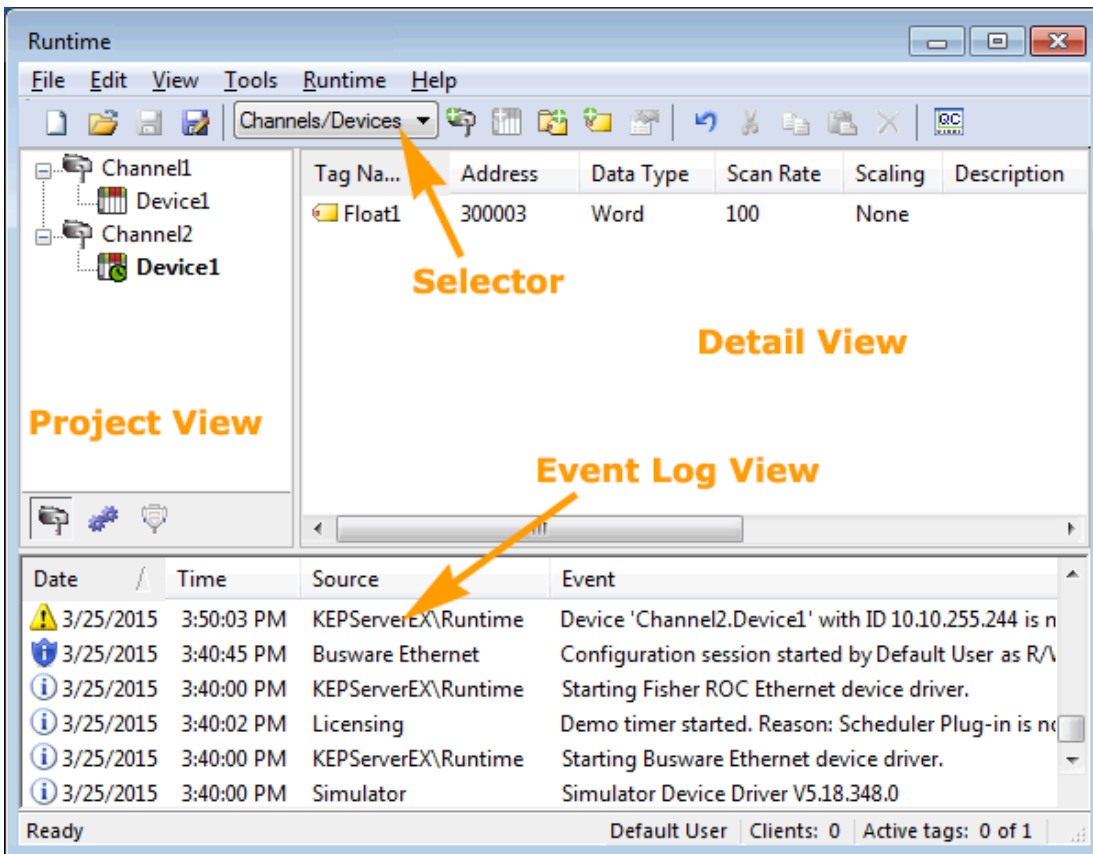 Runtime
File Edit View Tools Runtime Help
Channels/Devices
QC
Channel1
Device1
Channel2
Device1
Project View
Tag Na... Address Data Type Scan Rate Scaling Description
Float1 300003 Word 100 None
Selector
Detail View
Event Log View
Date Time Source Event
3/25/2015 3:50:03 PM KEPServerEX\Runtime Device 'Channel2.Device1' with ID 10.10.255.244 is n
3/25/2015 3:40:45 PM Busware Ethernet Configuration session started by Default User as R/
3/25/2015 3:40:00 PM KEPServerEX\Runtime Starting Fisher ROC Ethernet device driver.
3/25/2015 3:40:02 PM Licensing Demo timer started. Reason: Scheduler Plug-in is no
3/25/2015 3:40:00 PM KEPServerEX\Runtime Starting Busware Ethernet device driver.
3/25/2015 3:40:00 PM Simulator Simulator Device Driver V5.18.348.0
Ready Default User Clients: 0 Active tags: 0 of 1